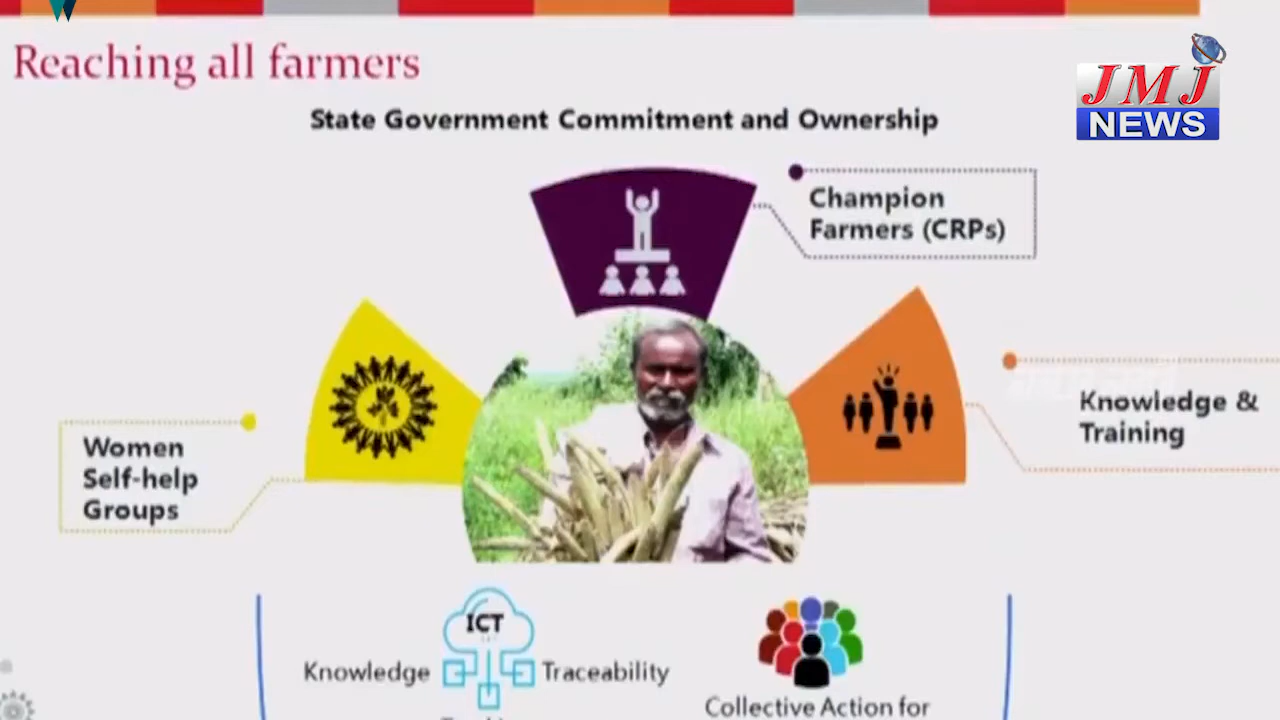 Reaching all farmers
JMJ
NEWS
State Government Commitment and Ownership
Champion
Farmers (CRPs)
Knowledge &
Training
Women
Self-help
Groups
ICT
Knowledge
Traceability
Collective Action for